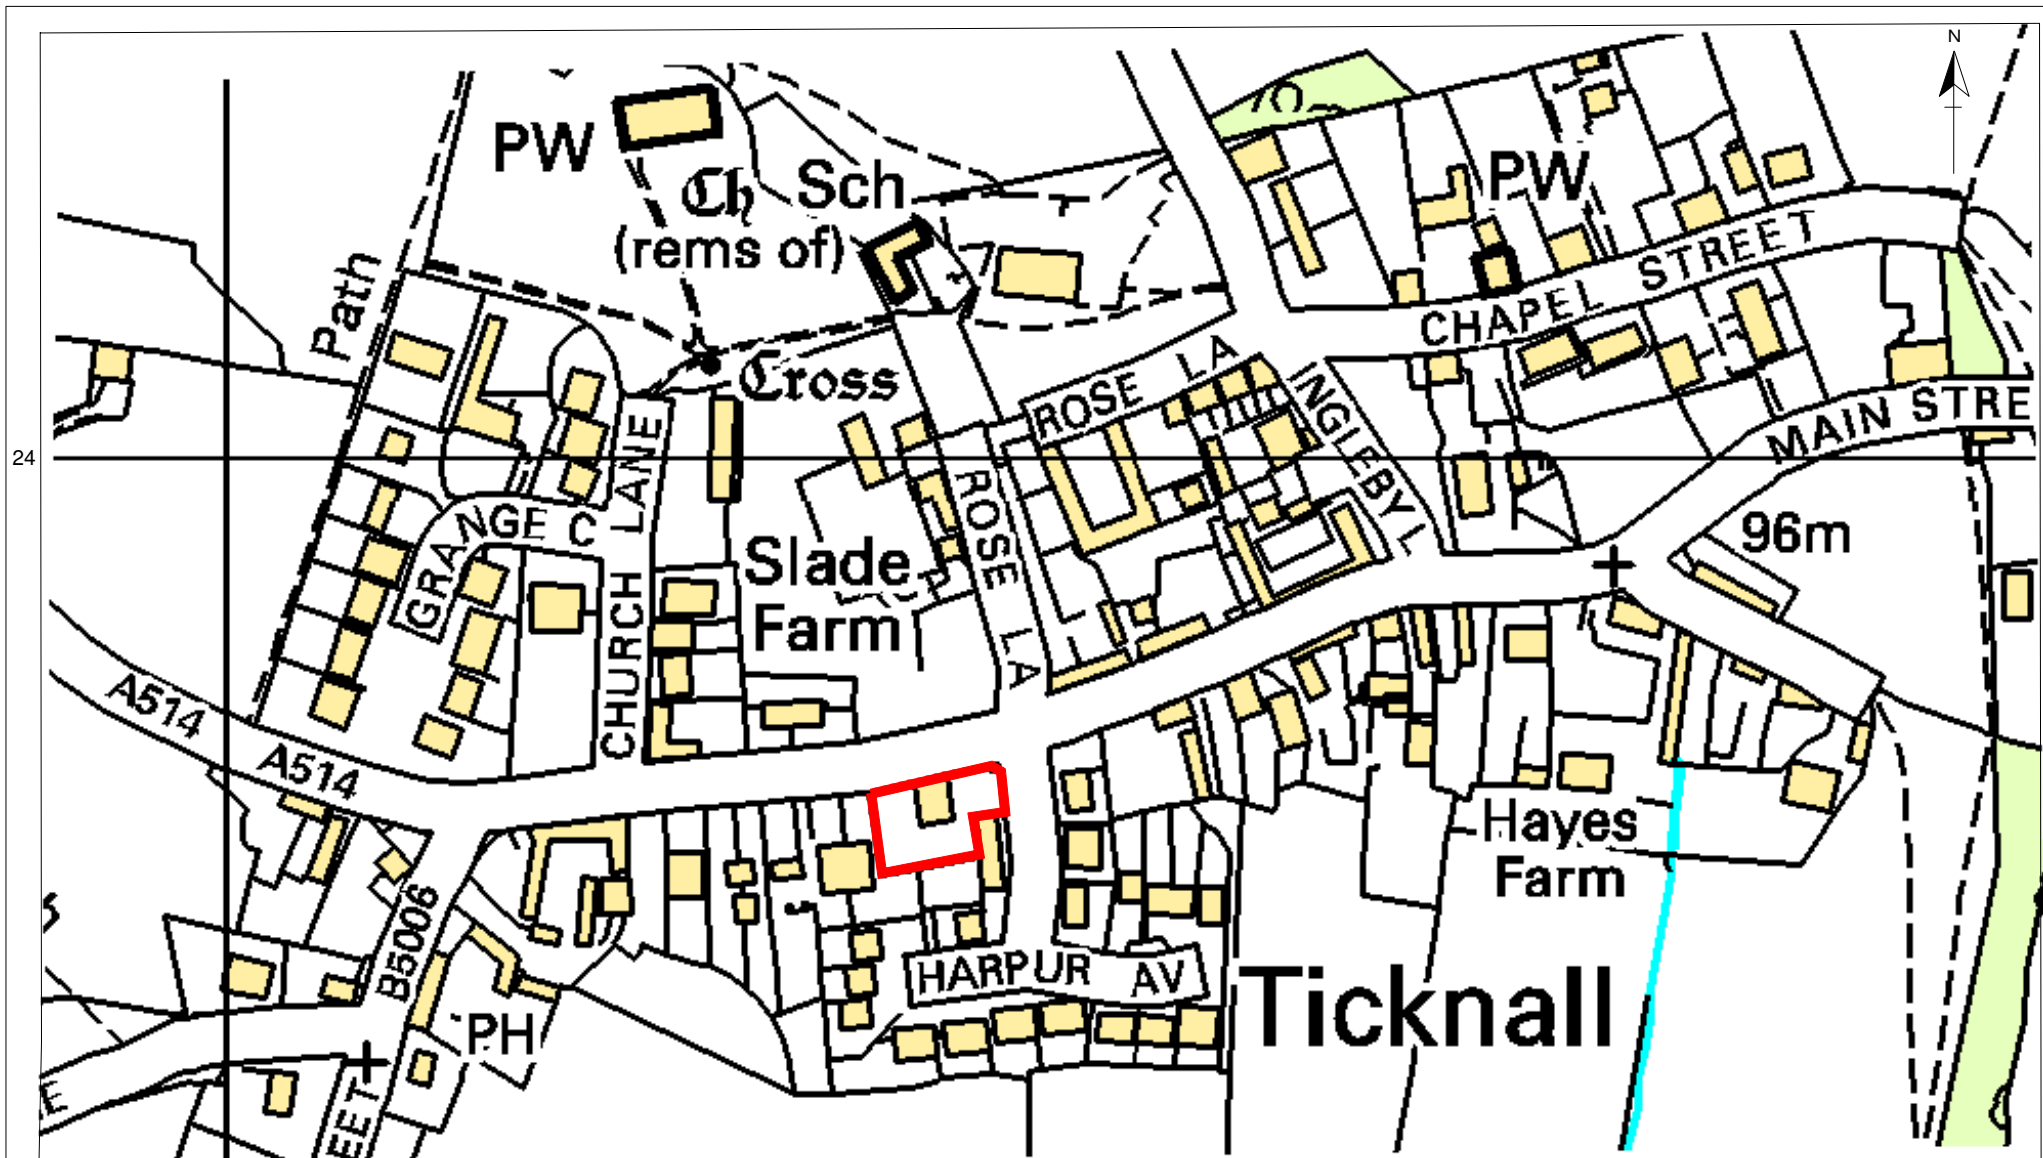 N
PW
Ch
Sch
(rems of)
PW
Path
CHAPEL STREET
Cross
ROSE LA
INGLEBY L
MAIN STRE
24
GRANGE C
CHURCH LANE
ROSE LA
Slade
Farm
96m
A514
A514
B5006
Hayes
Farm
HARPUR AV
Ticknall
PH
EET
E